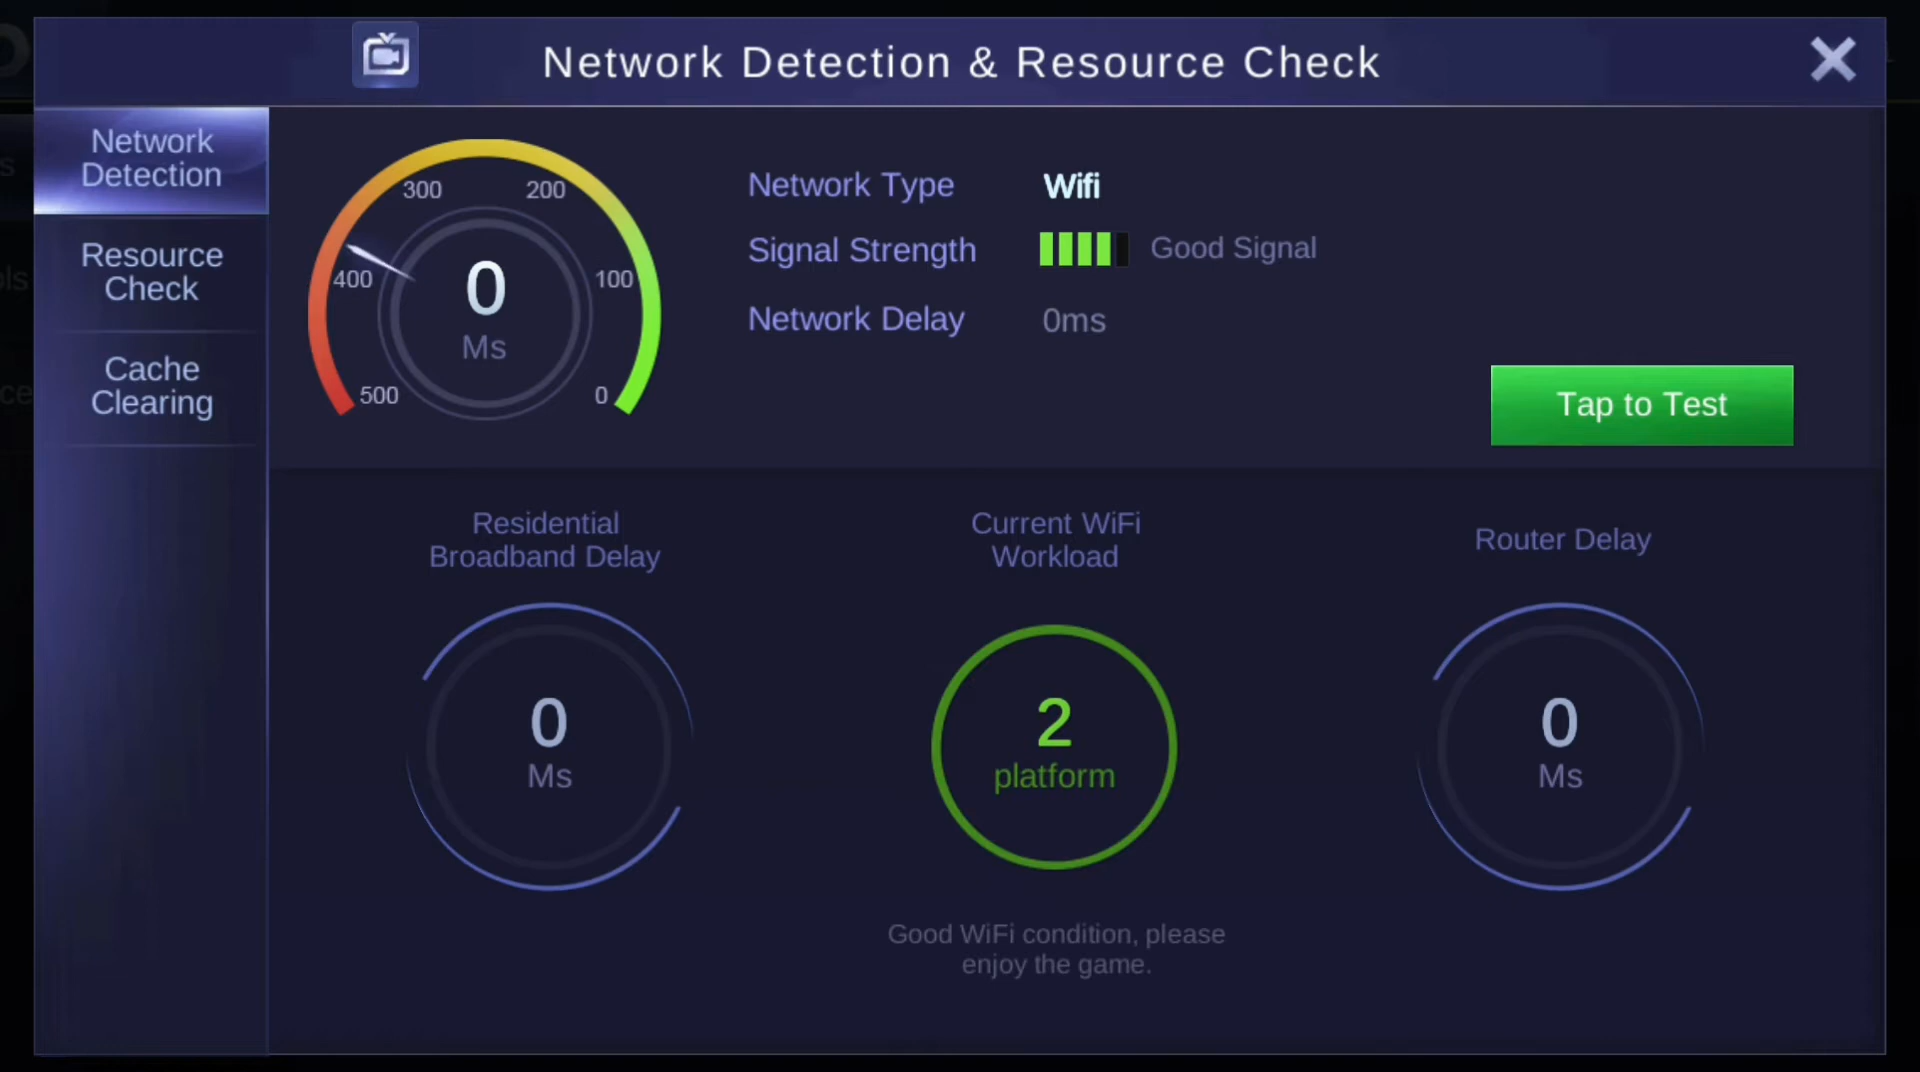 Network Detection & Resource Check
Network
Detection
Resource
Check
Cache
Clearing
300
200
400
100
500
0
0
Ms
Network Type
Wifi
Signal Strength
Good Signal
Network Delay
0ms
Tap to Test
Residential
Broadband Delay
0
Ms
Current WiFi
Workload
2
platform
Good WiFi condition, please
enjoy the game.
Router Delay
0
Ms